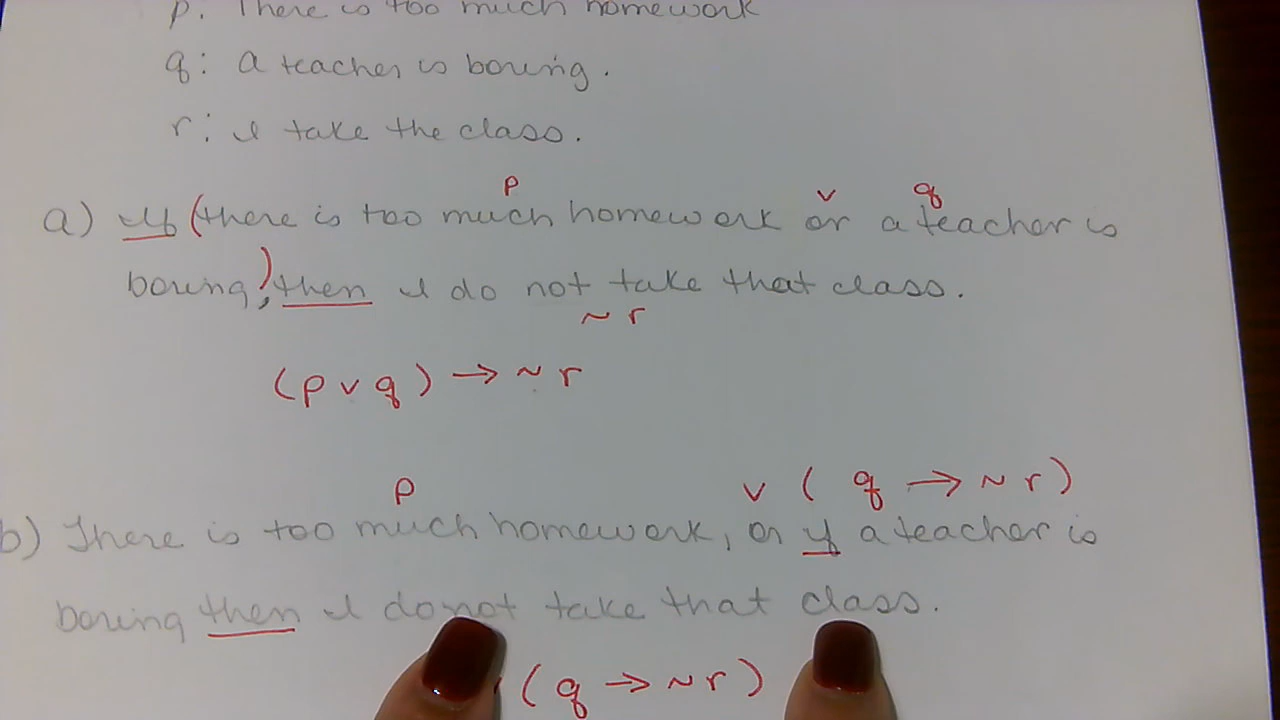 p. There is too much homework
q: a teacher is boring.
r: I take the class.
p v q
a) If (there is too much homework or a teacher is
boring), then I do not take that class.
~ r
(p v q) → ~ r
p v ( q → ~ r )
b) There is too much homework, or if a teacher is
boring then I do not take that class.
( q → ~ r )